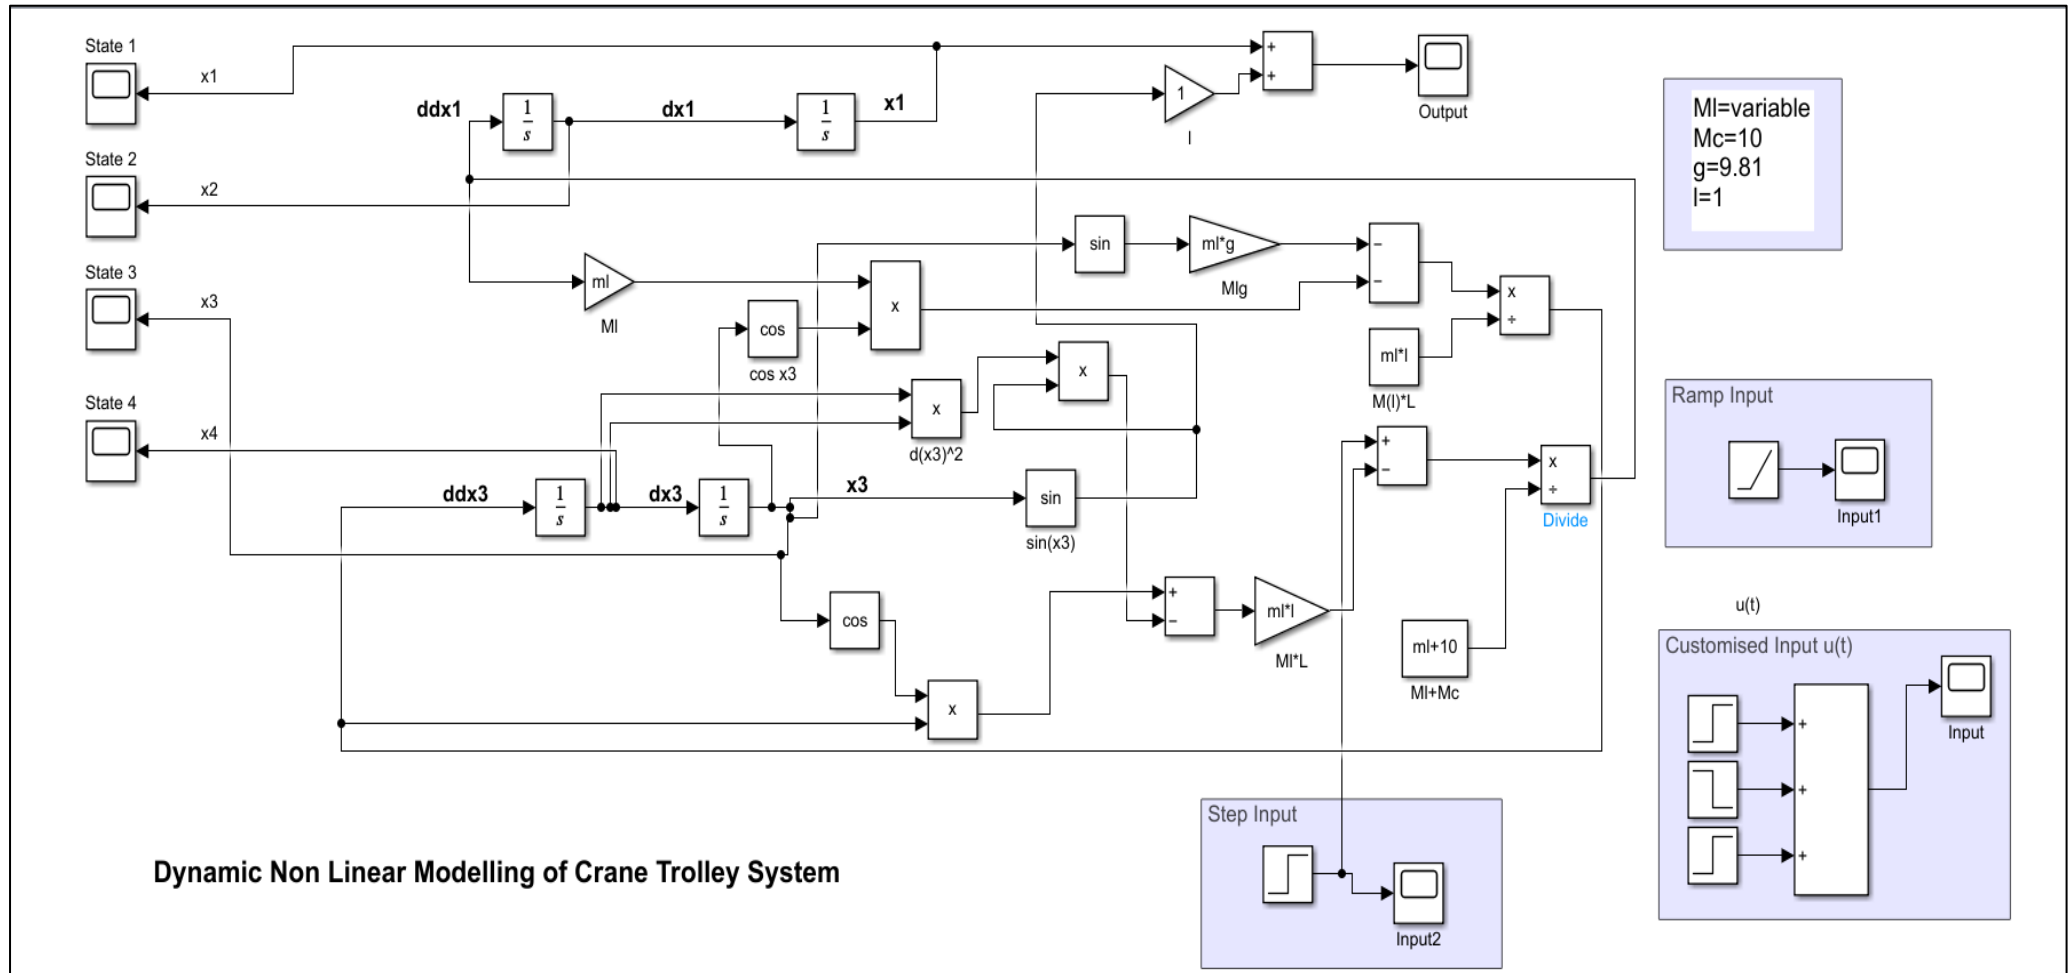 State 1
x1
State 2
x2
State 3
x3
State 4
x4
ddx1
1
s
dx1
1
s
x1
1
l
+
+
Output
Ml=variable
Mc=10
g=9.81
l=1
ml
Ml
cos
cos x3
x
sin
ml*g
Mlg
−
−
x
÷
ml*l
M(l)*L
x
d(x3)^2
x
ddx3
1
s
dx3
1
s
x3
sin
sin(x3)
+
−
x
÷
Divide
cos
x
+
−
ml*l
Ml*L
ml+10
Ml+Mc
Ramp Input
Input1
u(t)
Customised Input u(t)
+
+
+
Input
Step Input
Input2
Dynamic Non Linear Modelling of Crane Trolley System